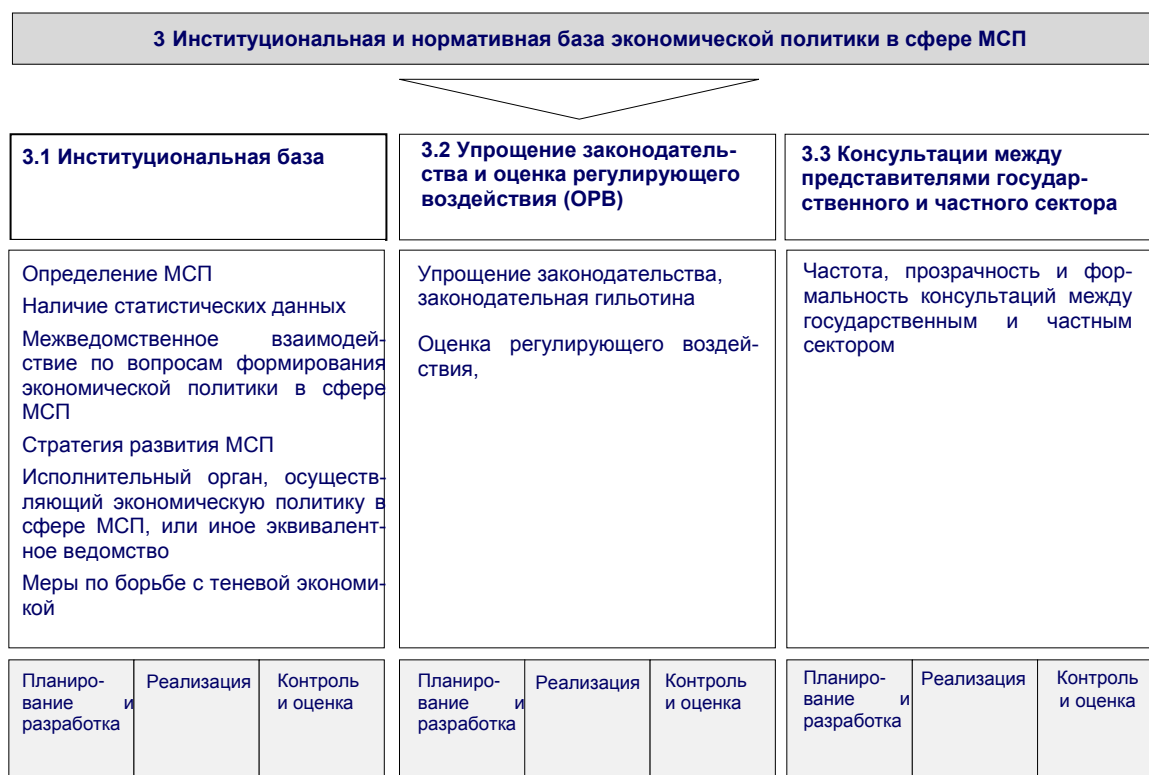 3 Институциональная и нормативная база экономической политики в сфере МСП
3.1 Институциональная база
3.2 Упрощение законодатель-
ства и оценка регулирующего
воздействия (ОРВ)
3.3 Консультации между
представителями государ-
ственного и частного сектора
Определение МСП
Наличие статистических данных
Межведомственное взаимодей-
ствие по вопросам формирования
экономической политики в сфере
МСП
Стратегия развития МСП
Исполнительный орган, осуществ-
ляющий экономическую политику в
сфере МСП, или иное эквивалент-
ное ведомство
Меры по борьбе с теневой экономи-
кой
Упрощение законодательства,
законодательная гильотина
Оценка регулирующего воздей-
ствия,
Частота, прозрачность и фор-
мальность консультаций между
государственным и частным
сектором
Планиро-
вание и
разработка
Реализация
Контроль
и оценка
Планиро-
вание и
разработка
Реализация
Контроль
и оценка
Планиро-
вание и
разработка
Реализация
Контроль
и оценка